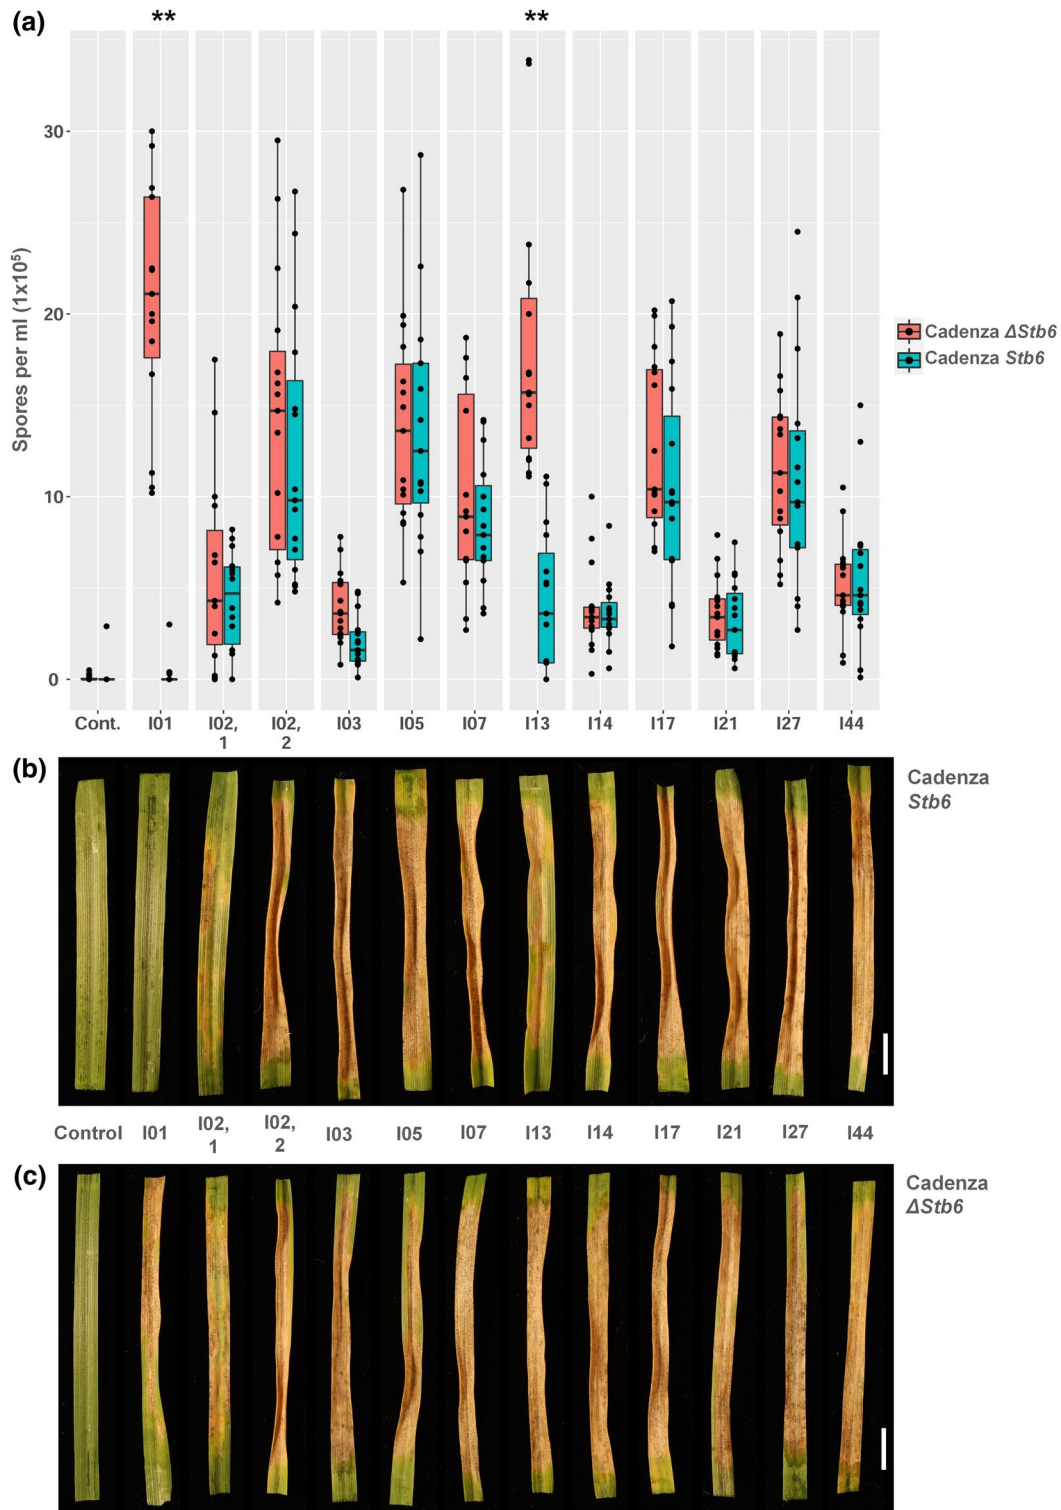 (a)
** **
Spores per ml (1x10⁵)
30
20
10
0
Cont. I01 I02, 1 I02, 2 I03 I05 I07 I13 I14 I17 I21 I27 I44
Cadenza ΔStb6
Cadenza Stb6
(b)
Cadenza
Stb6
Control I01 I02, 1 I02, 2 I03 I05 I07 I13 I14 I17 I21 I27 I44
(c)
Cadenza
ΔStb6